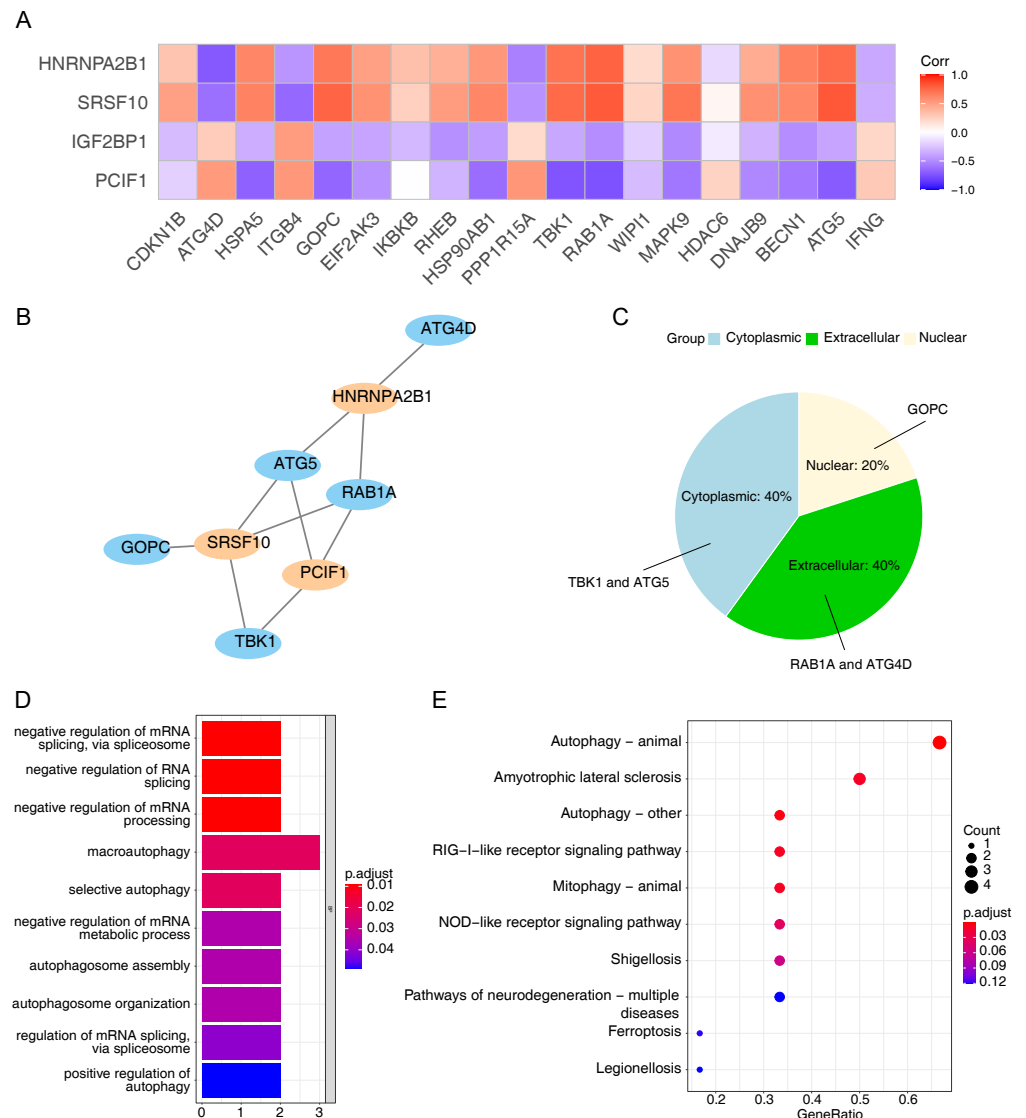 A
HNRNPA2B1
SRSF10
IGF2BP1
PCIF1
Corr
1.0
0.5
0.0
−0.5
−1.0
CDKN1B
ATG4D
HSPA5
ITGB4
GOPC
EIF2AK3
IKBKB
RHEB
HSP90AB1
PPP1R15A
TBK1
RAB1A
WIPI1
MAPK9
HDAC6
DNAJB9
BECN1
ATG5
IFNG
B
ATG4D
HNRNPA2B1
ATG5
RAB1A
SRSF10
GOPC
PCIF1
TBK1
C
Group Cytoplasmic Extracellular Nuclear
GOPC
Nuclear: 20%
Cytoplasmic: 40%
Extracellular: 40%
TBK1 and ATG5
RAB1A and ATG4D
D
negative regulation of mRNA
splicing, via spliceosome
negative regulation of RNA
splicing
negative regulation of mRNA
processing
macroautophagy
selective autophagy
negative regulation of mRNA
metabolic process
autophagosome assembly
autophagosome organization
regulation of mRNA splicing,
via spliceosome
positive regulation of
autophagy
0 1 2 3
p.adjust
0.01
0.02
0.03
0.04
E
Autophagy − animal
Amyotrophic lateral sclerosis
Autophagy − other
RIG−I−like receptor signaling pathway
Mitophagy − animal
NOD−like receptor signaling pathway
Shigellosis
Pathways of neurodegeneration − multiple
diseases
Ferroptosis
Legionellosis
0.2 0.3 0.4 0.5 0.6
GeneRatio
Count
1
2
3
4
p.adjust
0.03
0.06
0.09
0.12